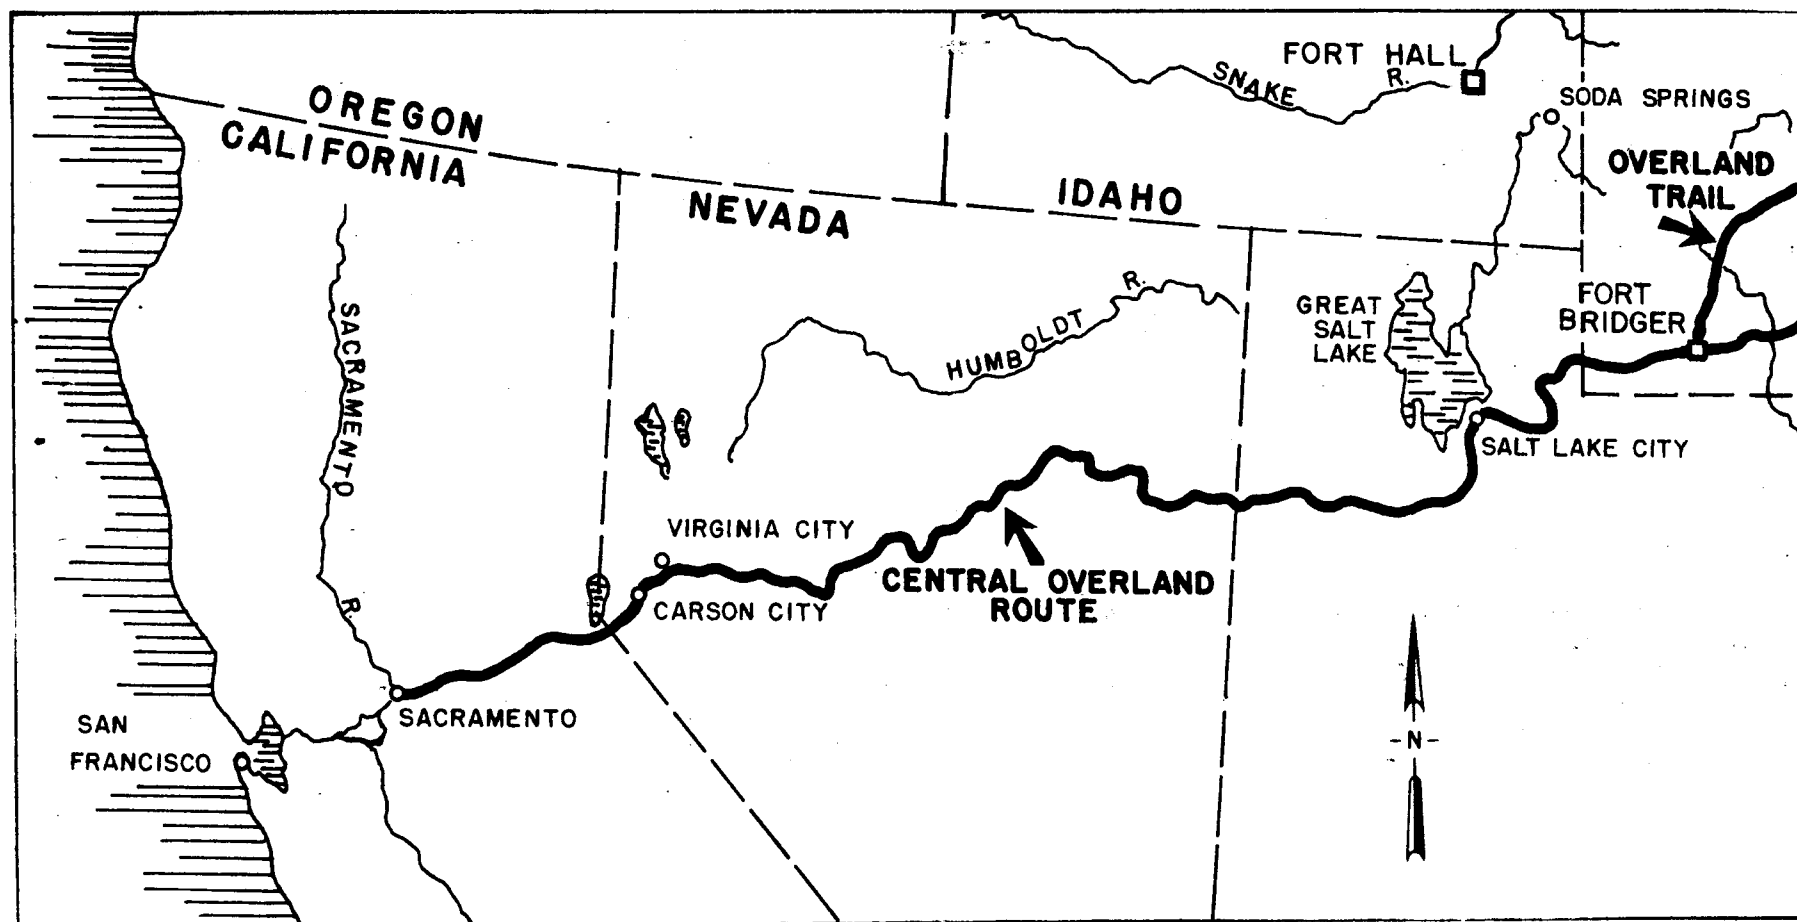 FORT HALL
SNAKE R.
SODA SPRINGS
OREGON
CALIFORNIA
OVERLAND
TRAIL
IDAHO
NEVADA
HUMBOLDT R.
GREAT
SALT
LAKE
FORT
BRIDGER
SACRAMENTO R.
SALT LAKE CITY
VIRGINIA CITY
CENTRAL OVERLAND
ROUTE
CARSON CITY
SACRAMENTO
SAN
FRANCISCO
-N-